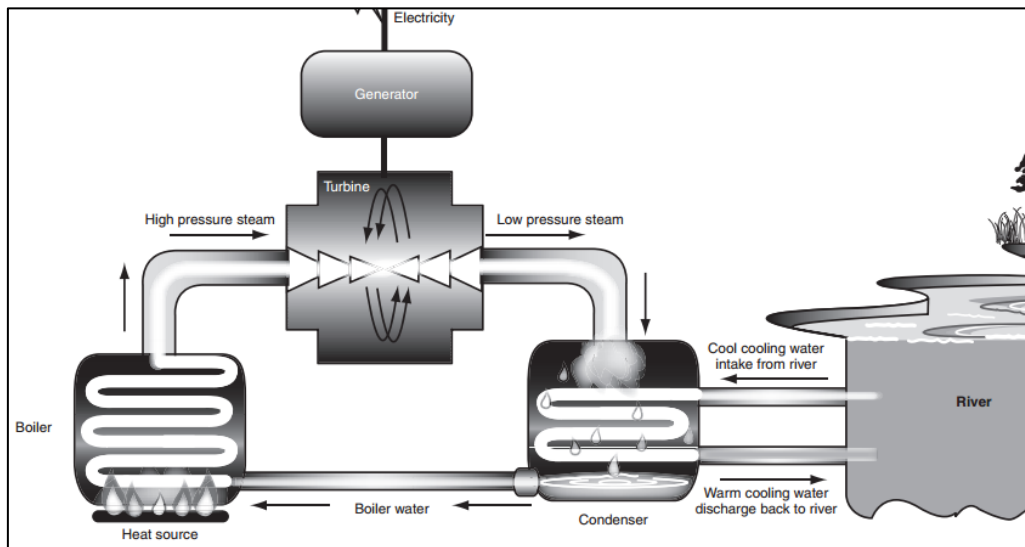 Electricity
Generator
Turbine
High pressure steam
Low pressure steam
Cool cooling water
intake from river
River
Boiler
Boiler water
Condenser
Warm cooling water
discharge back to river
Heat source